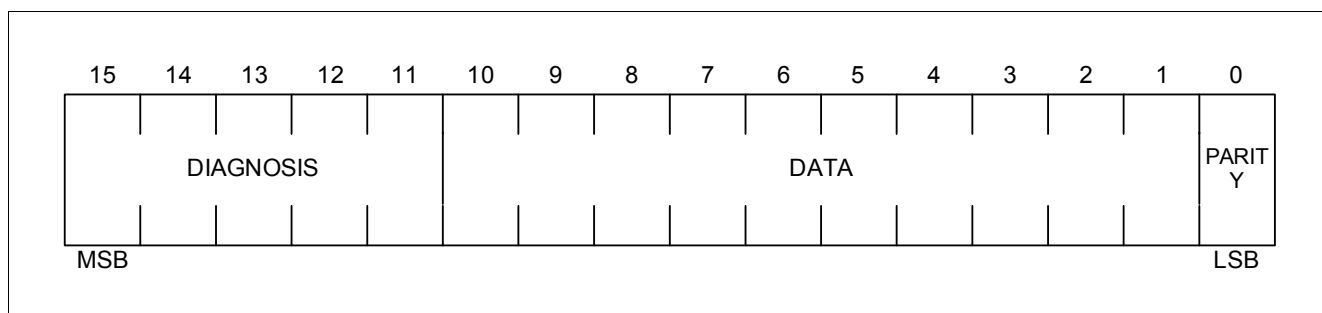 15 14 13 12 11 10 9 8 7 6 5 4 3 2 1 0
DIAGNOSIS DATA PARIT
Y
MSB LSB